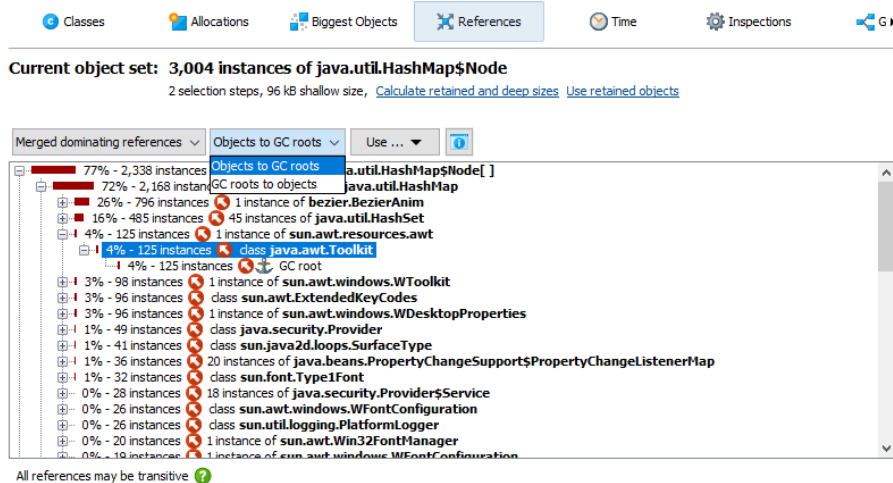 Classes Allocations Biggest Objects References Time Inspections G
Current object set: 3,004 instances of java.util.HashMap$Node
2 selection steps, 96 kB shallow size, Calculate retained and deep sizes Use retained objects
Merged dominating references Objects to GC roots Use ...
Objects to GC roots
GC roots to objects
77% - 2,338 instances a.util.HashMap$Node[ ]
72% - 2,168 instanc java.util.HashMap
26% - 796 instances 1 instance of bezier.BezierAnim
16% - 485 instances 45 instances of java.util.HashSet
4% - 125 instances 1 instance of sun.awt.resources.awt
4% - 125 instances class java.awt.Toolkit
4% - 125 instances GC root
3% - 98 instances 1 instance of sun.awt.windows.WToolkit
3% - 96 instances class sun.awt.ExtendedKeyCodes
3% - 96 instances 1 instance of sun.awt.windows.WDesktopProperties
1% - 49 instances class java.security.Provider
1% - 41 instances class sun.java2d.loops.SurfaceType
1% - 36 instances 20 instances of java.beans.PropertyChangeSupport$PropertyChangeListenerMap
1% - 32 instances class sun.font.Type1Font
0% - 28 instances 18 instances of java.security.Provider$Service
0% - 26 instances class sun.awt.windows.WFontConfiguration
0% - 26 instances class sun.util.logging.PlatformLogger
0% - 20 instances 1 instance of sun.awt.Win32FontManager
0% - 19 instances 1 instance of sun.awt.windows.WFontConfiguration
All references may be transitive